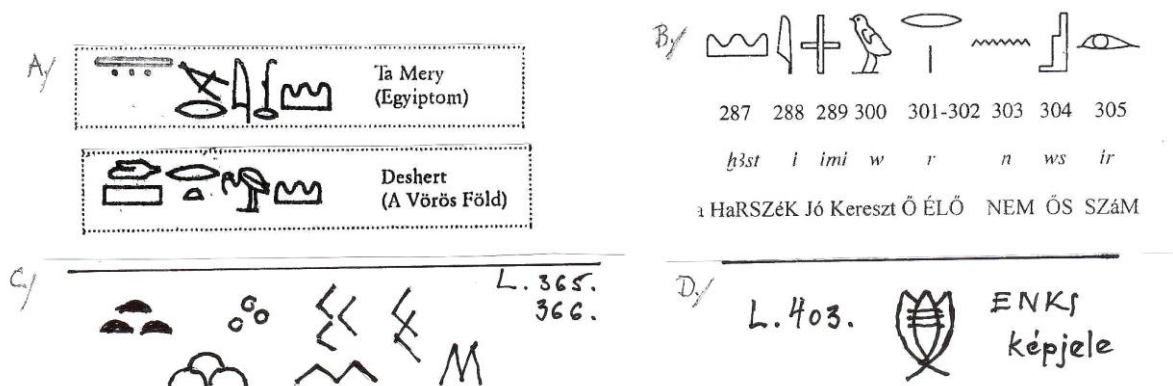 A./
Ta Mery
(Egyiptom)
Deshert
(A Vörös Föld)
B./
287 288 289 300 301-302 303 304 305
ḫꜣst i imi w r n ws ir
a HaRSZéK Jó Kereszt Ő ÉLŐ NEM ŐS SZáM
C./
L. 365.
366.
D./
L. 403.
ENKI
képjele